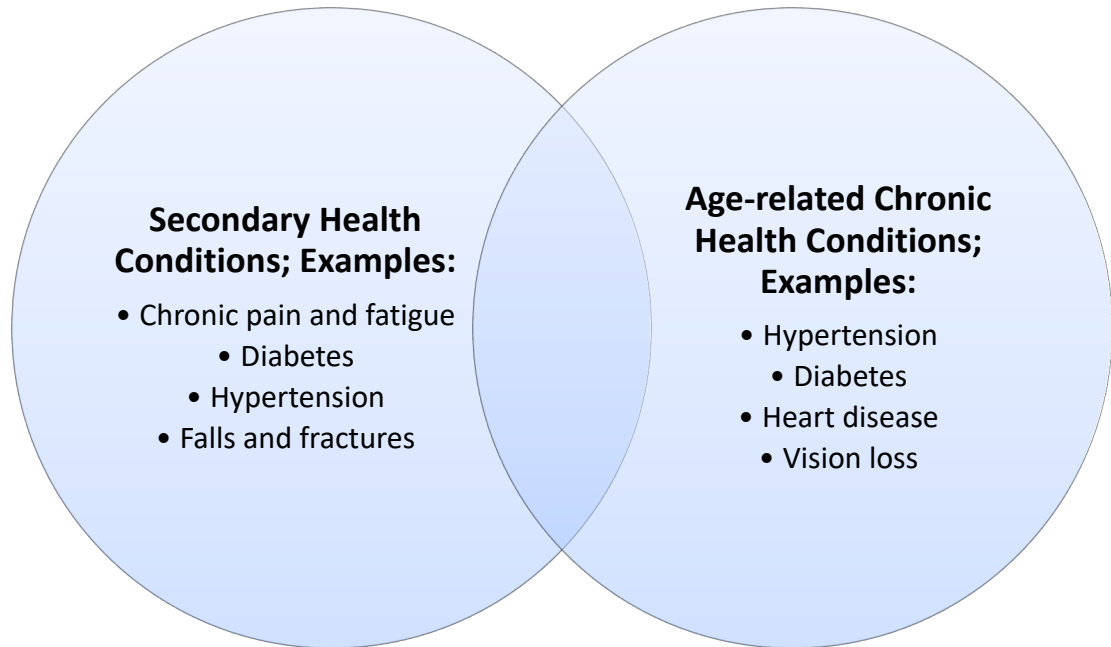 Secondary Health
Conditions; Examples:
• Chronic pain and fatigue
• Diabetes
• Hypertension
• Falls and fractures
Age-related Chronic
Health Conditions;
Examples:
• Hypertension
• Diabetes
• Heart disease
• Vision loss